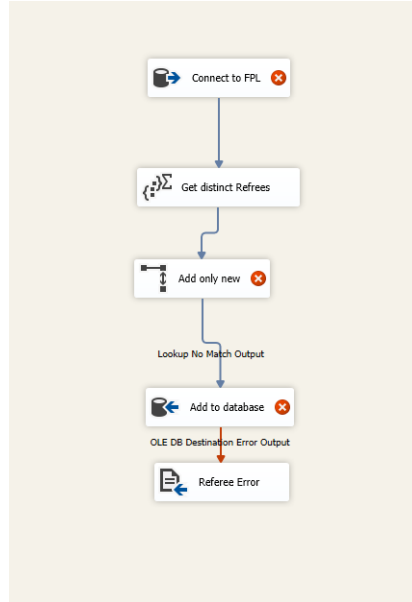 Connect to FPL
Get distinct Refrees
Add only new
Lookup No Match Output
Add to database
OLE DB Destination Error Output
Referee Error